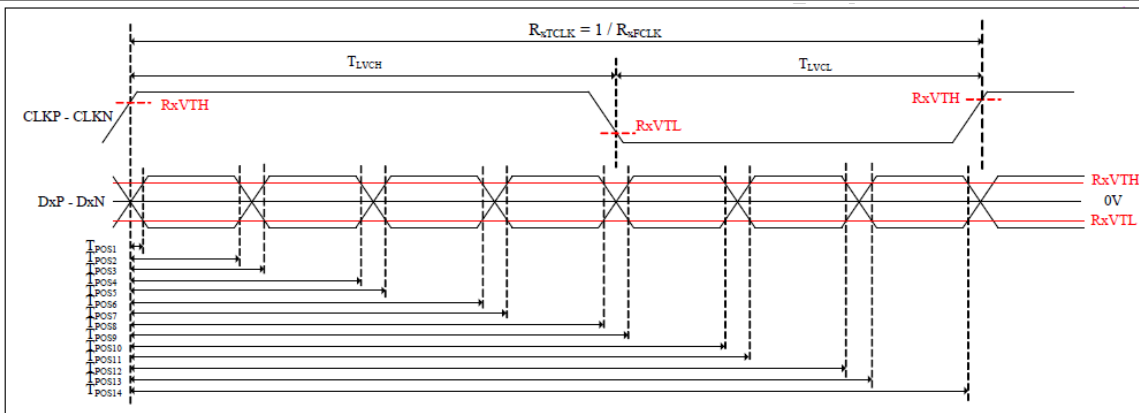 RxTCLK = 1 / RxFCLK
TLVCH
TLVCL
CLKP - CLKN
RxVTH
RxVTL
RxVTH
DxP - DxN
RxVTH
0V
RxVTL
TPOS1
TPOS2
TPOS3
TPOS4
TPOS5
TPOS6
TPOS7
TPOS8
TPOS9
TPOS10
TPOS11
TPOS12
TPOS13
TPOS14